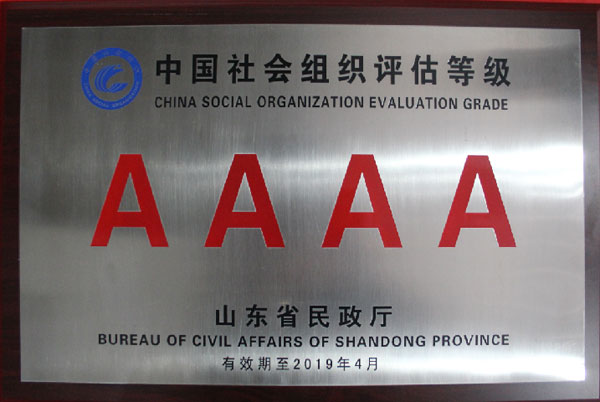 中国社会组织评估等级
CHINA SOCIAL ORGANIZATION EVALUATION GRADE
AAAA
山东省民政厅
BUREAU OF CIVIL AFFAIRS OF SHANDONG PROVINCE
有效期至2019年4月